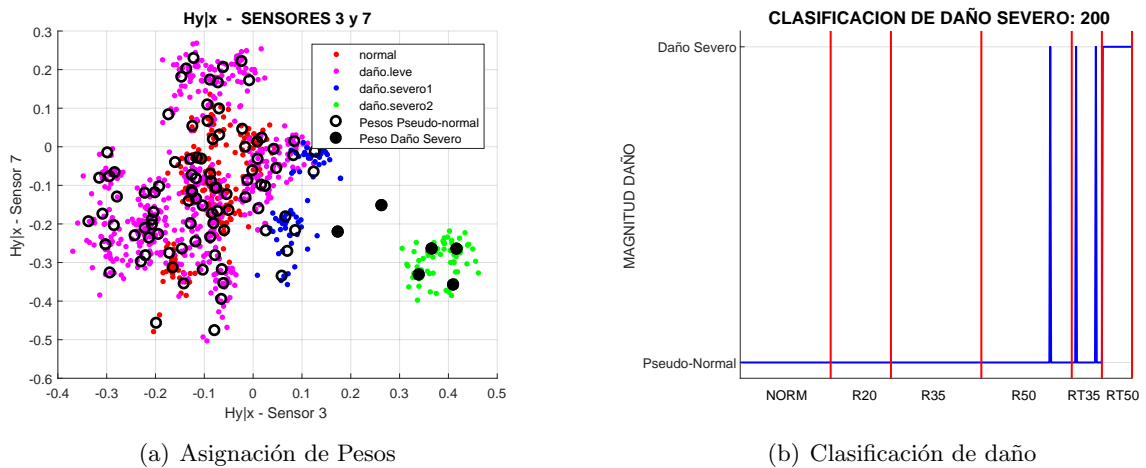 Hy|x - SENSORES 3 y 7
0.3
0.2
0.1
0
-0.1
-0.2
-0.3
-0.4
-0.5
-0.6
Hy|x - Sensor 7
normal
daño.leve
daño.severo1
daño.severo2
Pesos Pseudo-normal
Peso Daño Severo
-0.4 -0.3 -0.2 -0.1 0 0.1 0.2 0.3 0.4 0.5
Hy|x - Sensor 3
(a) Asignación de Pesos
CLASIFICACION DE DAÑO SEVERO: 200
Daño Severo
MAGNITUD DAÑO
Pseudo-Normal
NORM R20 R35 R50 RT35 RT50
(b) Clasificación de daño